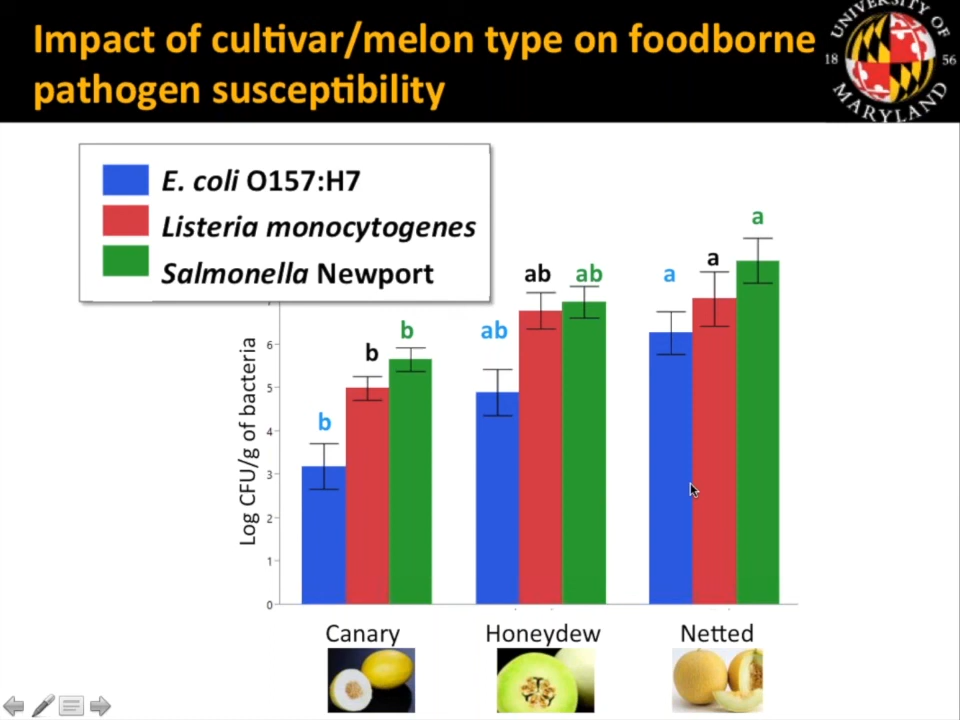 Impact of cultivar/melon type on foodborne
pathogen susceptibility
UNIVERSITY OF
18 56
MARYLAND
E. coli O157:H7
Listeria monocytogenes
Salmonella Newport
Log CFU/g of bacteria
6
5
4
3
2
1
0
b
b
b
ab
ab
ab
a
a
a
Canary
Honeydew
Netted